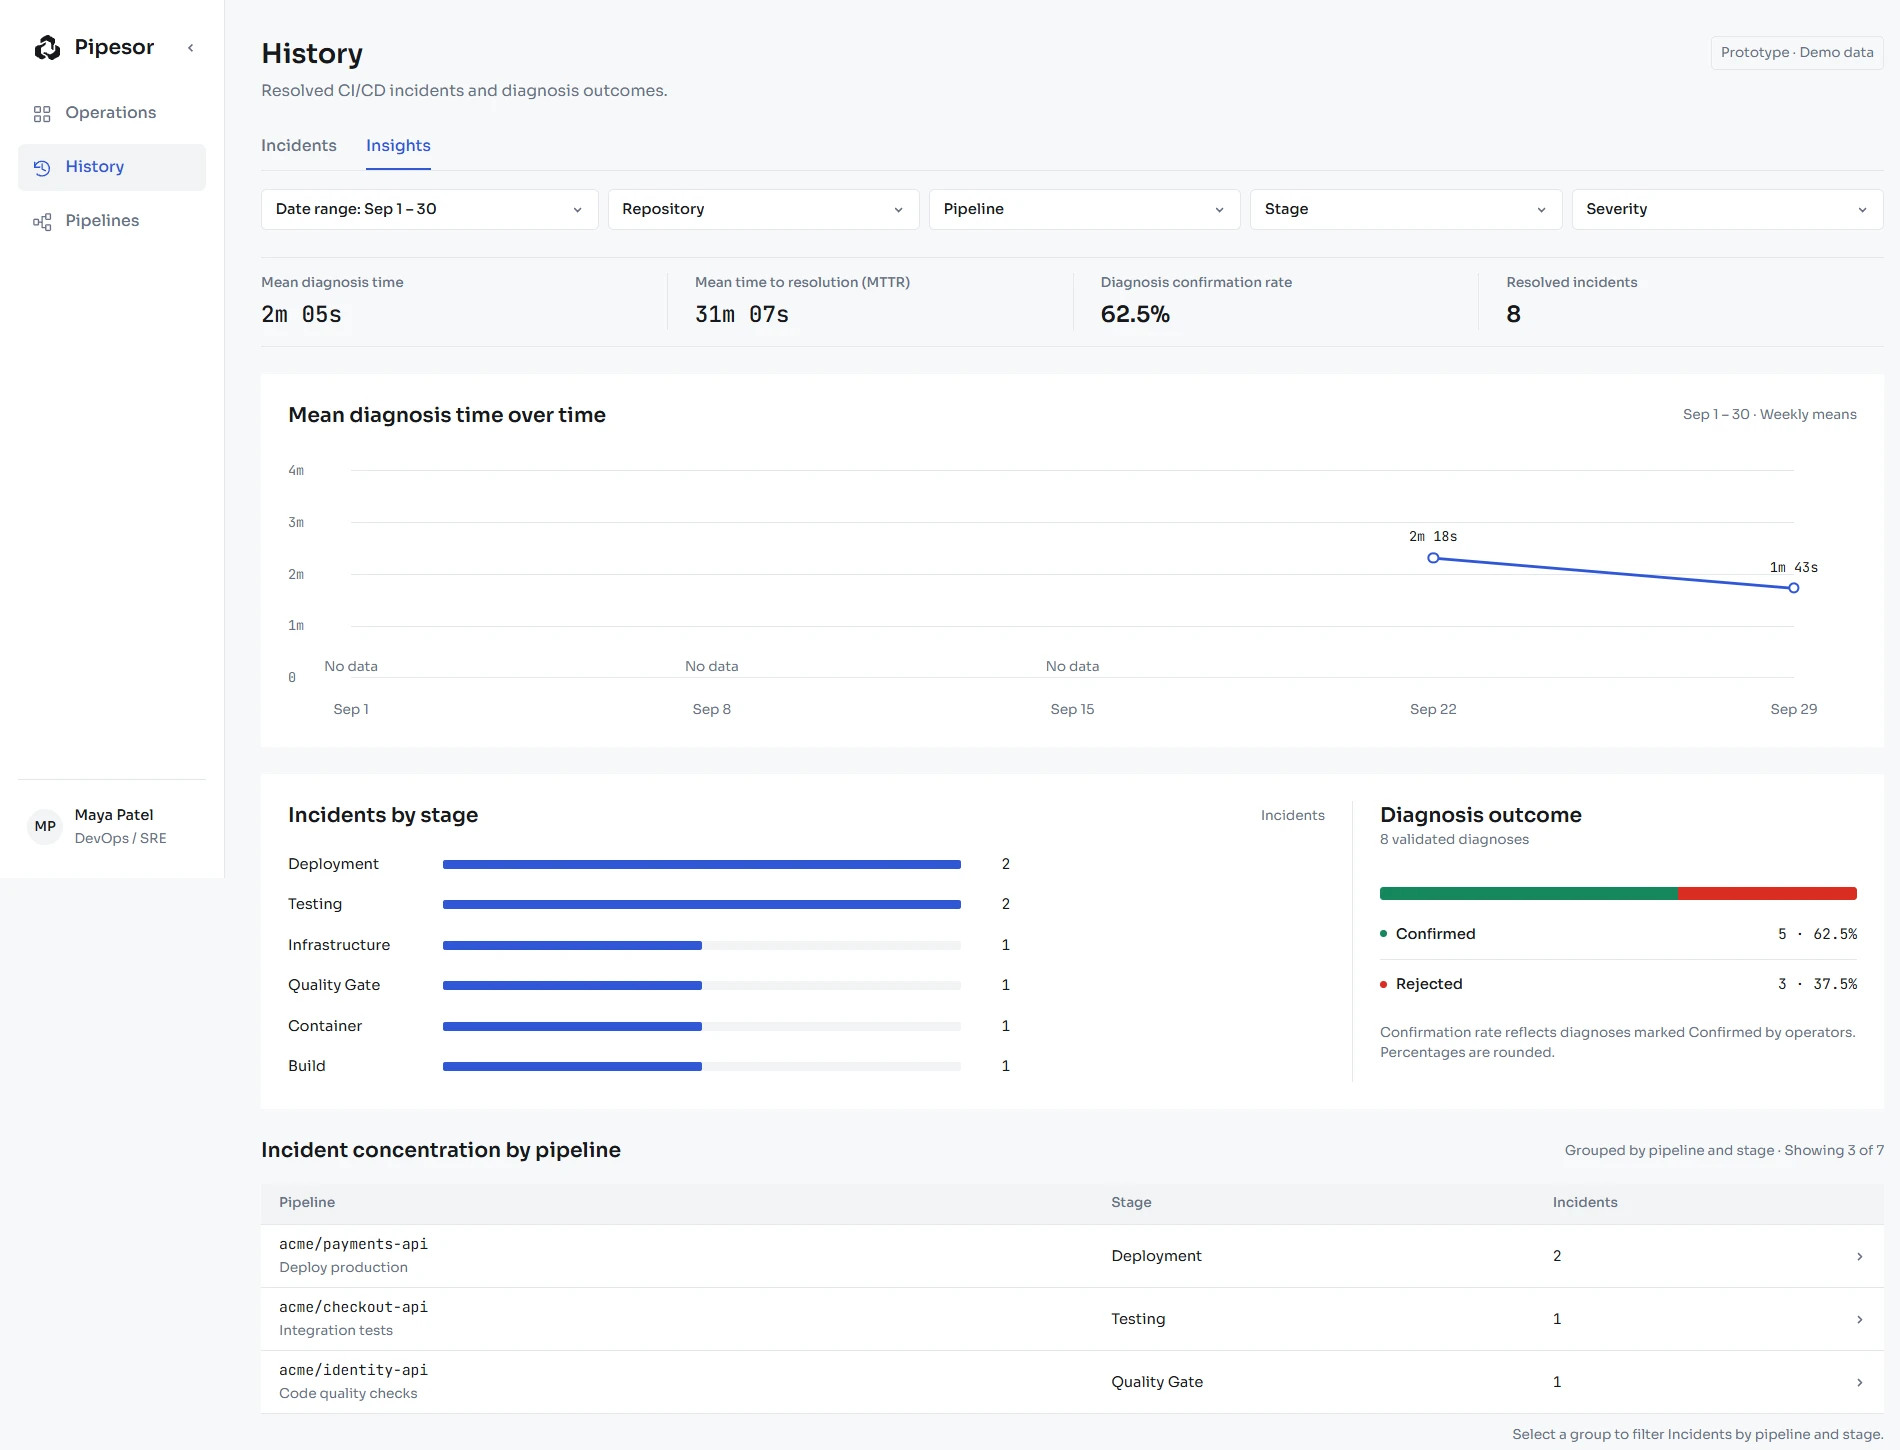 Pipesor
Operations
History
Pipelines
Maya Patel
MP
DevOps / SRE
History
Prototype · Demo data
Resolved CI/CD incidents and diagnosis outcomes.
Incidents Insights
Date range: Sep 1 – 30 Repository Pipeline Stage Severity
Mean diagnosis time
2m 05s
Mean time to resolution (MTTR)
31m 07s
Diagnosis confirmation rate
62.5%
Resolved incidents
8
Mean diagnosis time over time
Sep 1 – 30 · Weekly means
4m
3m
2m 18s
1m 43s
2m
1m
No data No data No data
0
Sep 1 Sep 8 Sep 15 Sep 22 Sep 29
Incidents by stage
Incidents
Deployment 2
Testing 2
Infrastructure 1
Quality Gate 1
Container 1
Build 1
Diagnosis outcome
8 validated diagnoses
Confirmed 5 · 62.5%
Rejected 3 · 37.5%
Confirmation rate reflects diagnoses marked Confirmed by operators.
Percentages are rounded.
Incident concentration by pipeline
Grouped by pipeline and stage · Showing 3 of 7
Pipeline Stage Incidents
acme/payments-api
Deploy production
Deployment 2
acme/checkout-api
Integration tests
Testing 1
acme/identity-api
Code quality checks
Quality Gate 1
Select a group to filter Incidents by pipeline and stage.